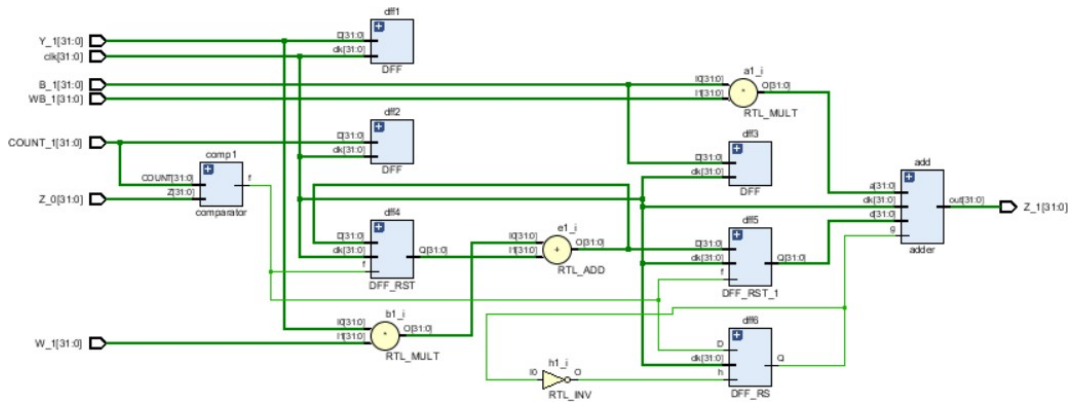 dff1
Y_1[31:0]
D[31:0]
clk[31:0]
clk[31:0]
DFF
a1_i
B_1[31:0]
I0[31:0]
O[31:0]
WB_1[31:0]
I1[31:0]
RTL_MULT
dff2
COUNT_1[31:0]
D[31:0]
clk[31:0]
DFF
dff3
comp1
D[31:0]
clk[31:0]
DFF
add
COUNT[31:0]
f
Z_0[31:0]
Z[31:0]
comparator
a[31:0]
clk[31:0]
out[31:0]
Z_1[31:0]
d[31:0]
g
adder
dff4
e1_i
dff5
D[31:0]
I0[31:0]
O[31:0]
D[31:0]
clk[31:0]
Q[31:0]
I1[31:0]
clk[31:0]
Q[31:0]
f
RTL_ADD
f
DFF_RST
DFF_RST_1
b1_i
dff6
I0[31:0]
O[31:0]
W_1[31:0]
I1[31:0]
RTL_MULT
D
clk[31:0]
Q
h1_i
I0
O
h
RTL_INV
DFF_RS